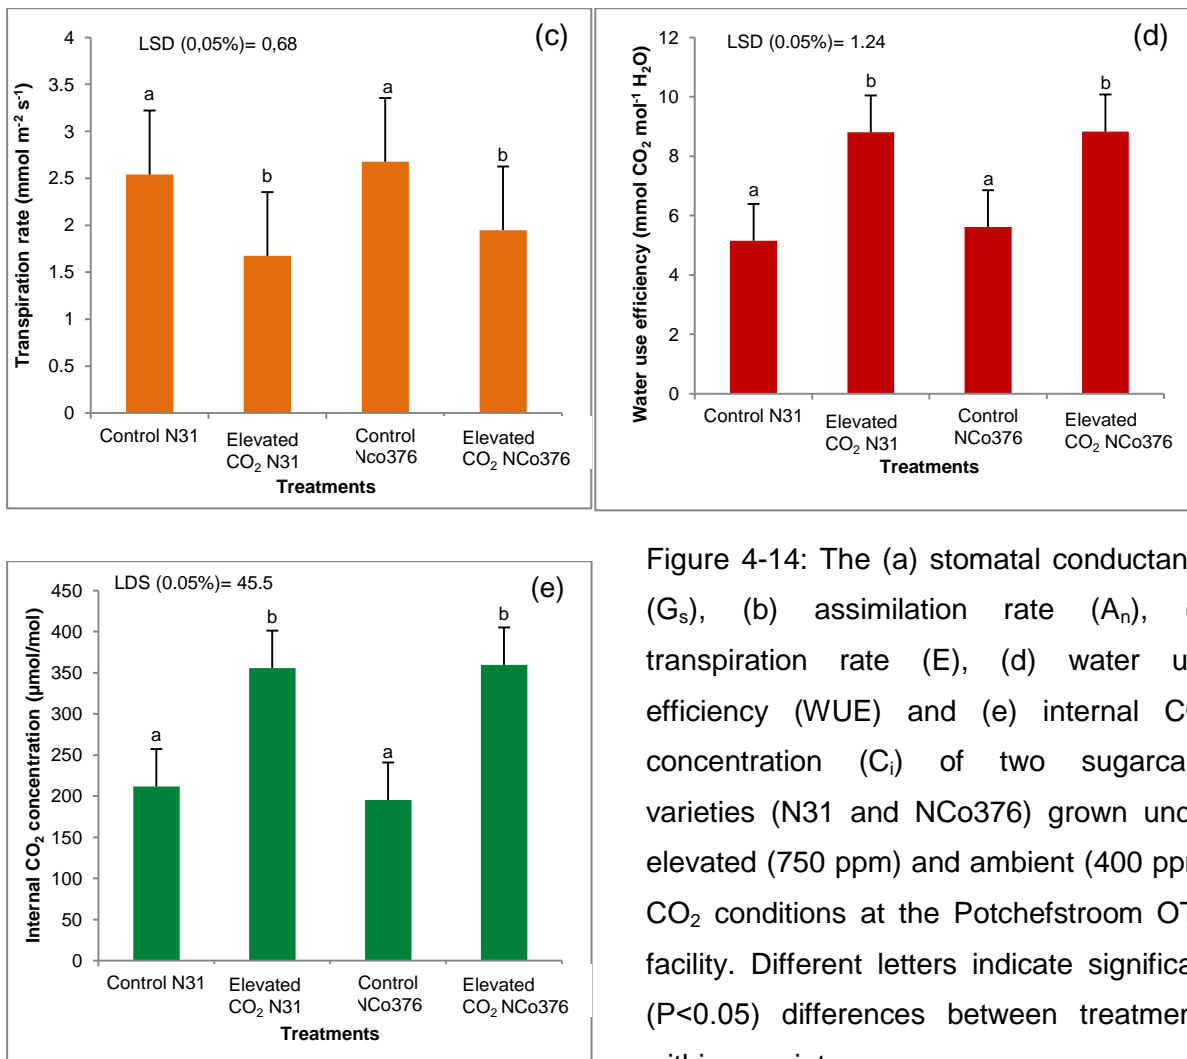 (c)
LSD (0,05%)= 0,68
Transpiration rate (mmol m⁻² s⁻¹)
4
3.5
3
2.5
2
1.5
1
0.5
0
a
b
a
b
Control N31
Elevated CO₂ N31
Control Nco376
Elevated CO₂ NCo376
Treatments
(d)
LSD (0.05%)= 1.24
Water use efficiency (mmol CO₂ mol⁻¹ H₂O)
12
10
8
6
4
2
0
a
b
a
b
Control N31
Elevated CO₂ N31
Control NCo376
Elevated CO₂ NCo376
Treatments
(e)
LDS (0.05%)= 45.5
Internal CO₂ concentration (µmol/mol)
450
400
350
300
250
200
150
100
50
0
a
b
a
b
Control N31
Elevated CO₂ N31
Control NCo376
Elevated CO₂ NCo376
Treatments
Figure 4-14: The (a) stomatal conductan
(Gₛ), (b) assimilation rate (Aₙ),
transpiration rate (E), (d) water u
efficiency (WUE) and (e) internal C
concentration (Cᵢ) of two sugarca
varieties (N31 and NCo376) grown und
elevated (750 ppm) and ambient (400 pp
CO₂ conditions at the Potchefstroom OT
facility. Different letters indicate significa
(P<0.05) differences between treatmen